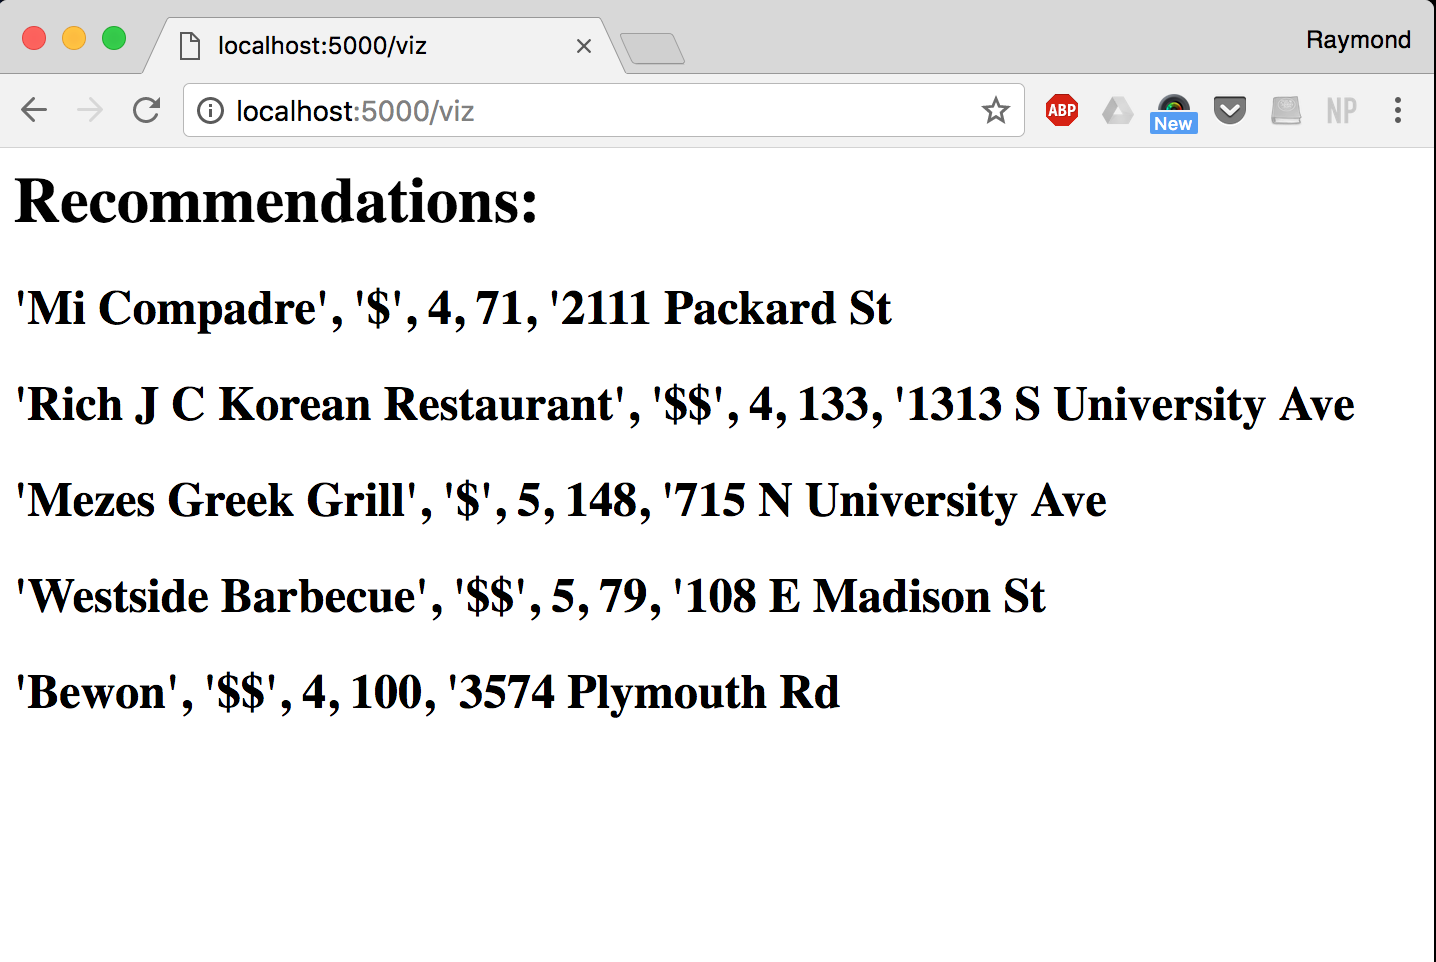 localhost:5000/viz
Raymond
localhost:5000/viz
ABP
New
NP
Recommendations:
'Mi Compadre', '$', 4, 71, '2111 Packard St
'Rich J C Korean Restaurant', '$$', 4, 133, '1313 S University Ave
'Mezes Greek Grill', '$', 5, 148, '715 N University Ave
'Westside Barbecue', '$$', 5, 79, '108 E Madison St
'Bewon', '$$', 4, 100, '3574 Plymouth Rd